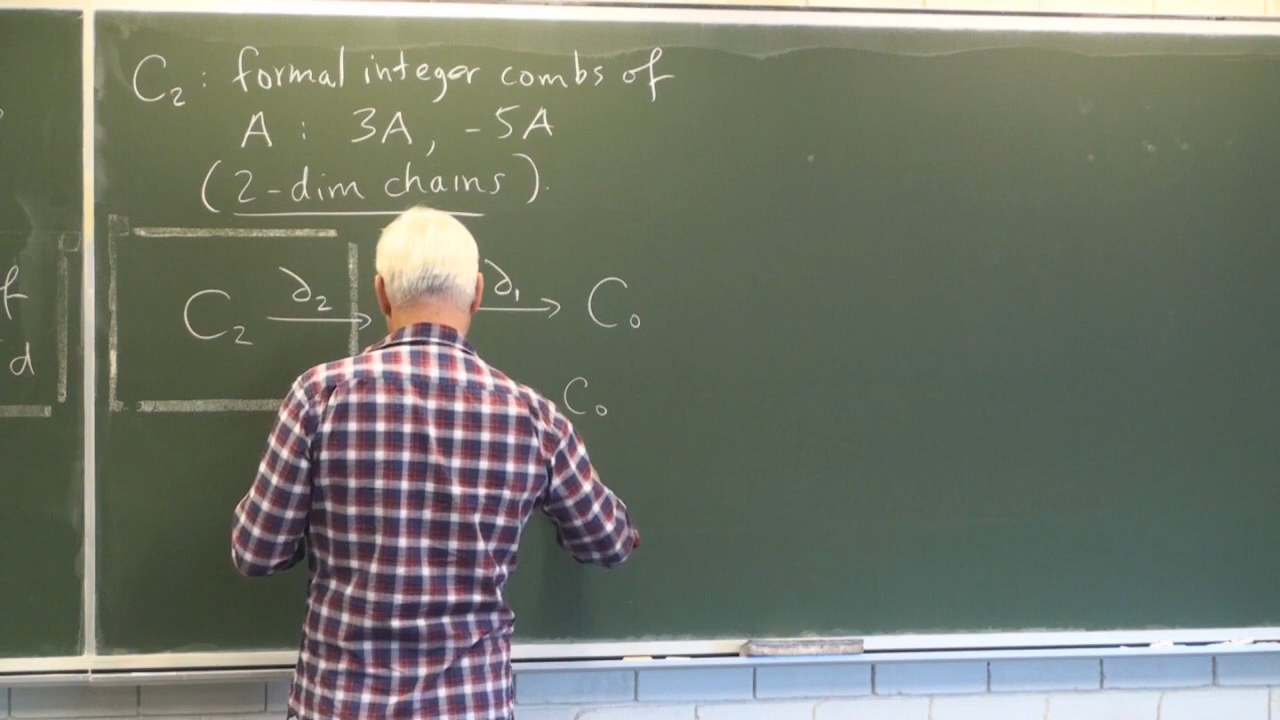 C₂ : formal integer combs of
A : 3A, -5A
(2-dim chains).
C₂ ∂₂→ ∂₁→ C₀
C₀
f
d